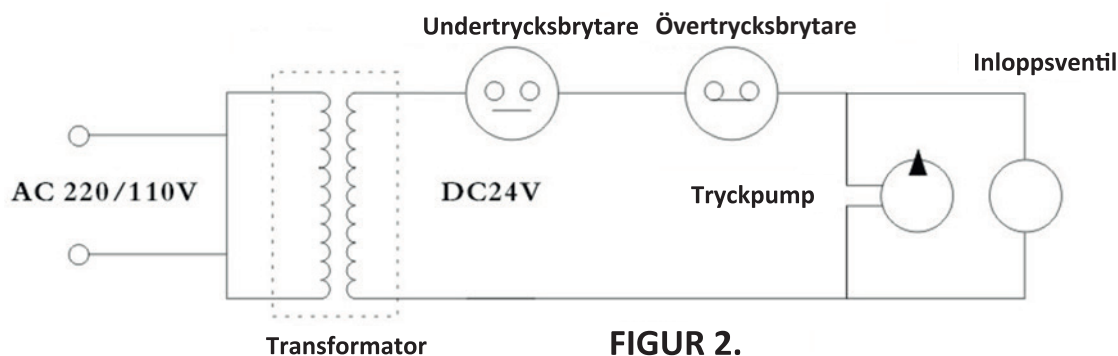 Undertrycksbrytare Övertrycksbrytare
Inloppsventil
AC 220/110V
DC24V
Tryckpump
Transformator
FIGUR 2.